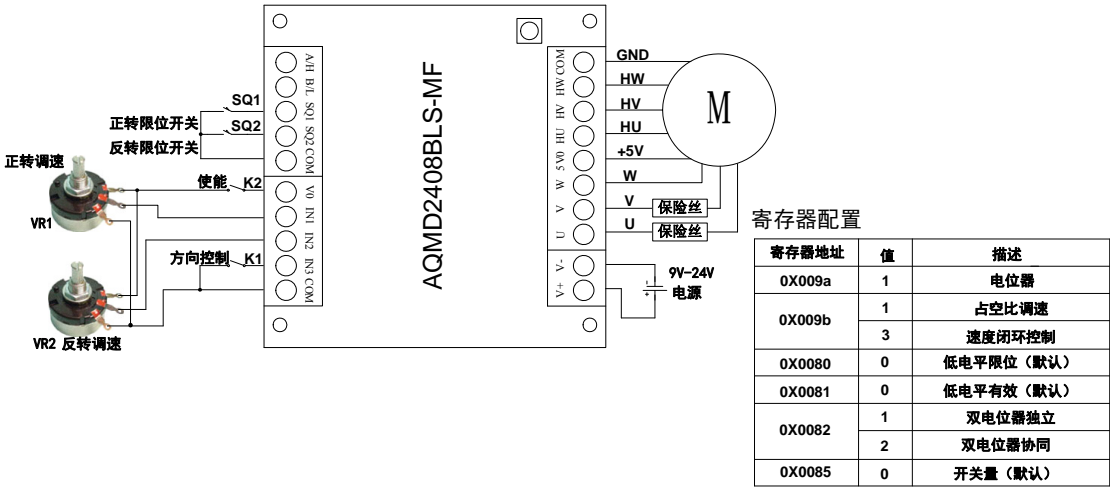 AQMD2408BLS-MF
A/H
B/L
SQ1
SQ2
COM
V0
IN1
IN2
IN3
COM
COM
HW
HV
HU
5V0
W
V
U
V-
V+
SQ1
正转限位开关
SQ2
反转限位开关
正转调速
使能 K2
VR1
方向控制 K1
VR2 反转调速
GND
HW
HV
HU
+5V
W
V 保险丝
U 保险丝
M
9V-24V
电源
- +
寄存器配置
寄存器地址 值 描述
0X009a 1 电位器
0X009b 1 占空比调速
3 速度闭环控制
0X0080 0 低电平限位（默认）
0X0081 0 低电平有效（默认）
0X0082 1 双电位器独立
2 双电位器协同
0X0085 0 开关量（默认）